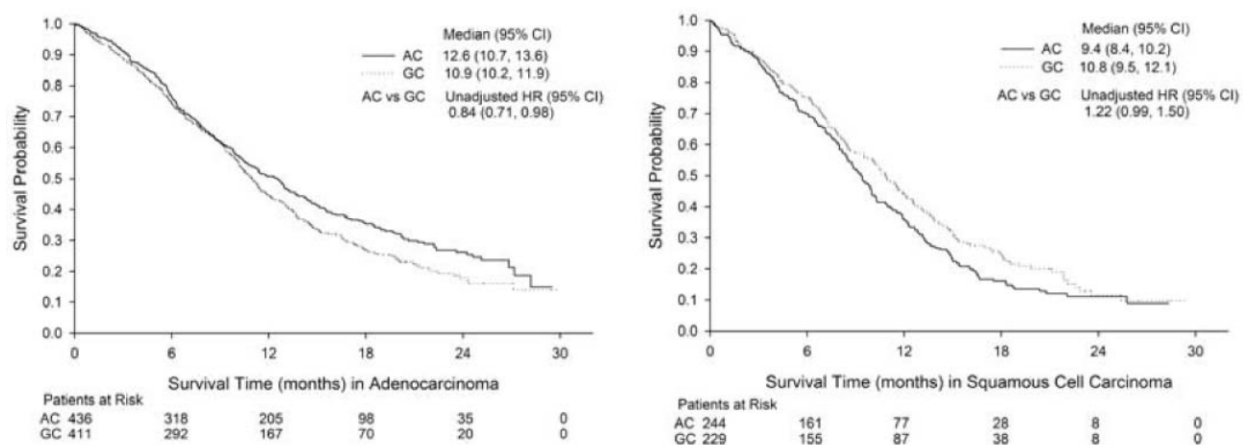 Median (95% CI)
AC 12.6 (10.7, 13.6)
GC 10.9 (10.2, 11.9)
AC vs GC Unadjusted HR (95% CI)
0.84 (0.71, 0.98)
Survival Probability
1.0
0.9
0.8
0.7
0.6
0.5
0.4
0.3
0.2
0.1
0.0
0 6 12 18 24 30
Survival Time (months) in Adenocarcinoma
Patients at Risk
AC 436 318 205 98 35 0
GC 411 292 167 70 20 0
Median (95% CI)
AC 9.4 (8.4, 10.2)
GC 10.8 (9.5, 12.1)
AC vs GC Unadjusted HR (95% CI)
1.22 (0.99, 1.50)
Survival Probability
1.0
0.9
0.8
0.7
0.6
0.5
0.4
0.3
0.2
0.1
0.0
0 6 12 18 24 30
Survival Time (months) in Squamous Cell Carcinoma
Patients at Risk
AC 244 161 77 28 8 0
GC 229 155 87 38 8 0